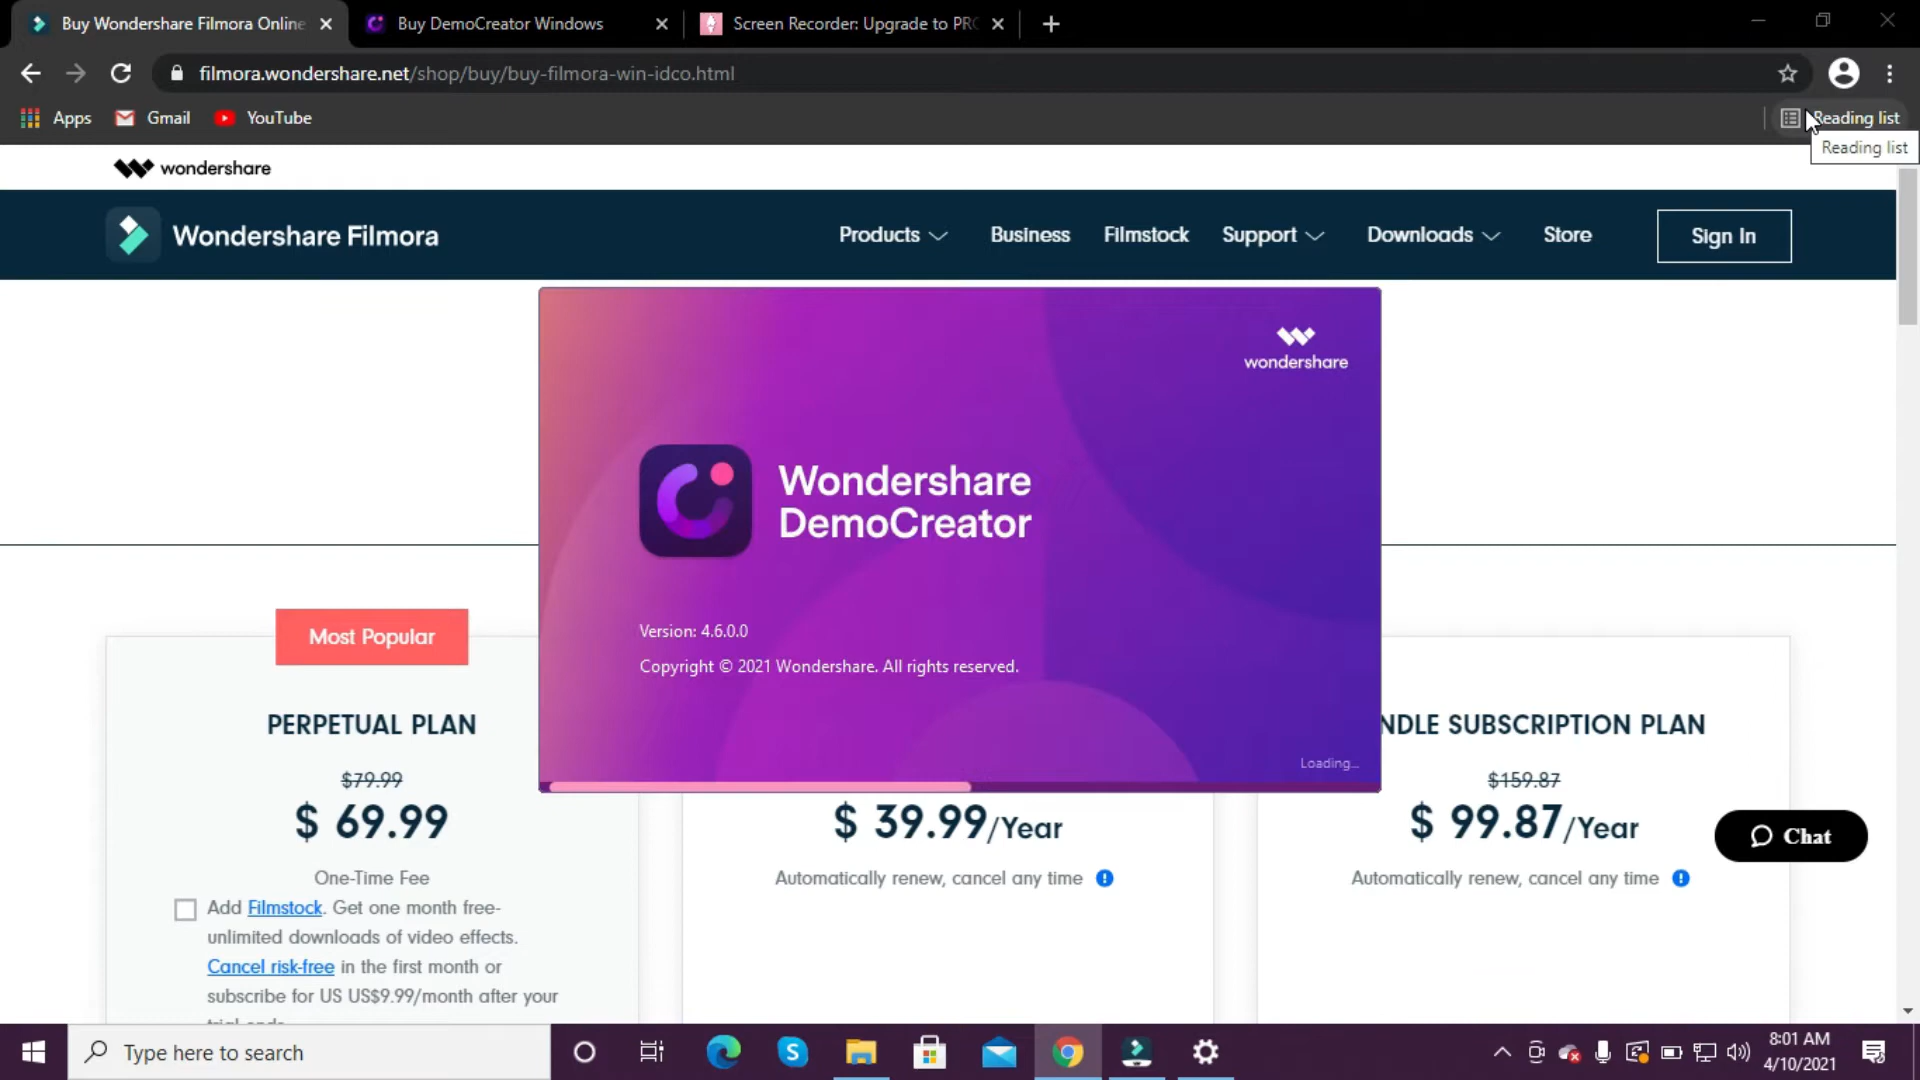 Buy Wondershare Filmora Online
Buy DemoCreator Windows
Screen Recorder: Upgrade to PRO
filmora.wondershare.net/shop/buy/buy-filmora-win-idco.html
Apps
Gmail
YouTube
Reading list
Reading list
wondershare
Wondershare Filmora
Products
Business
Filmstock
Support
Downloads
Store
Sign In
wondershare
Wondershare
DemoCreator
Version: 4.6.0.0
Copyright © 2021 Wondershare. All rights reserved.
Loading...
Most Popular
PERPETUAL PLAN
$79.99
$ 69.99
One-Time Fee
Add Filmstock. Get one month free-
unlimited downloads of video effects.
Cancel risk-free in the first month or
subscribe for US US$9.99/month after your
trial ends
$ 39.99/Year
Automatically renew, cancel any time
NDLE SUBSCRIPTION PLAN
$159.87
$ 99.87/Year
Automatically renew, cancel any time
Chat
Type here to search
8:01 AM
4/10/2021